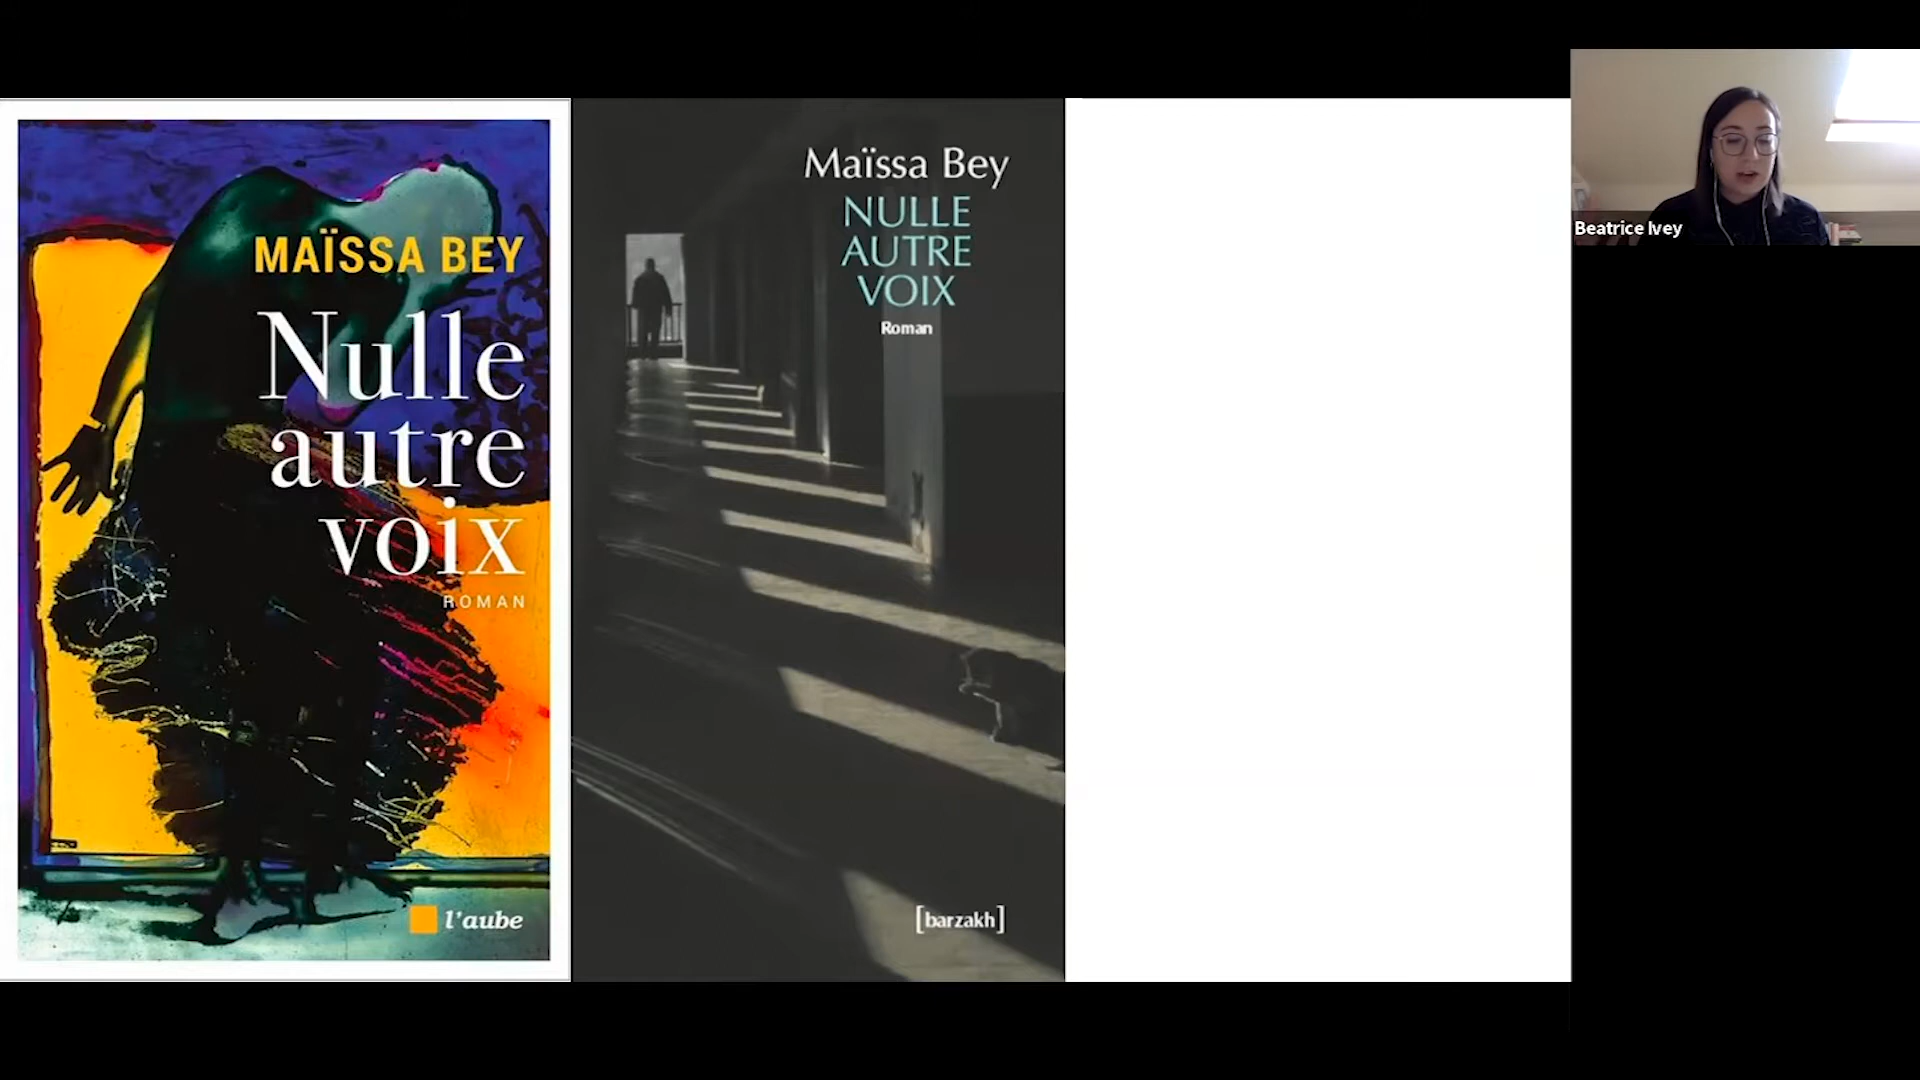 MAÏSSA BEY
Nulle
autre
voix
ROMAN
l'aube
Maïssa Bey
NULLE
AUTRE
VOIX
Roman
[barzakh]
Beatrice Ivey